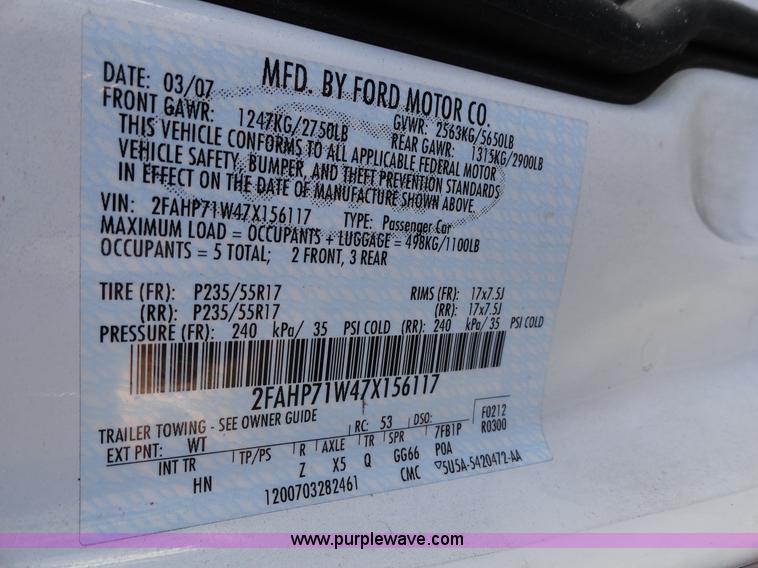 DATE: 03/07 MFD. BY FORD MOTOR CO.
FRONT GAWR: 1247KG/2750LB GVWR: 2563KG/5650LB
REAR GAWR: 1315KG/2900LB
THIS VEHICLE CONFORMS TO ALL APPLICABLE FEDERAL MOTOR
VEHICLE SAFETY, BUMPER, AND THEFT PREVENTION STANDARDS
IN EFFECT ON THE DATE OF MANUFACTURE SHOWN ABOVE.
VIN: 2FAHP71W47X156117 TYPE: Passenger Car
MAXIMUM LOAD = OCCUPANTS + LUGGAGE = 498KG/1100LB
OCCUPANTS = 5 TOTAL; 2 FRONT, 3 REAR
TIRE (FR): P235/55R17 RIMS (FR): 17x7.5J
(RR): P235/55R17 (RR): 17x7.5J
PRESSURE (FR): 240 kPa/ 35 PSI COLD (RR): 240 kPa/ 35 PSI COLD
2FAHP71W47X156117
TRAILER TOWING - SEE OWNER GUIDE RC: 53 DSO: F0212
EXT PNT: WT 7FB1P R0300
INT TR TP/PS R AXLE TR SPR POA
HN Z X5 Q GG66
1200703282461 CMC 5U5A-5420472-AA
www.purplewave.com